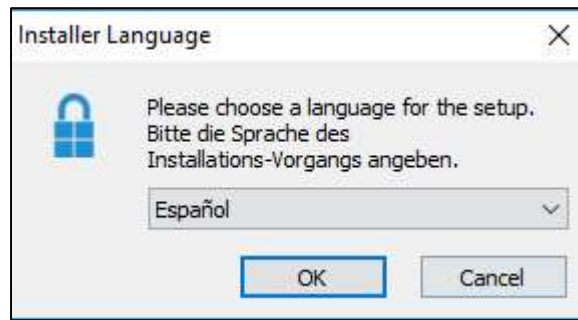 Installer Language
Please choose a language for the setup.
Bitte die Sprache des
Installations-Vorgangs angeben.
Español
OK Cancel